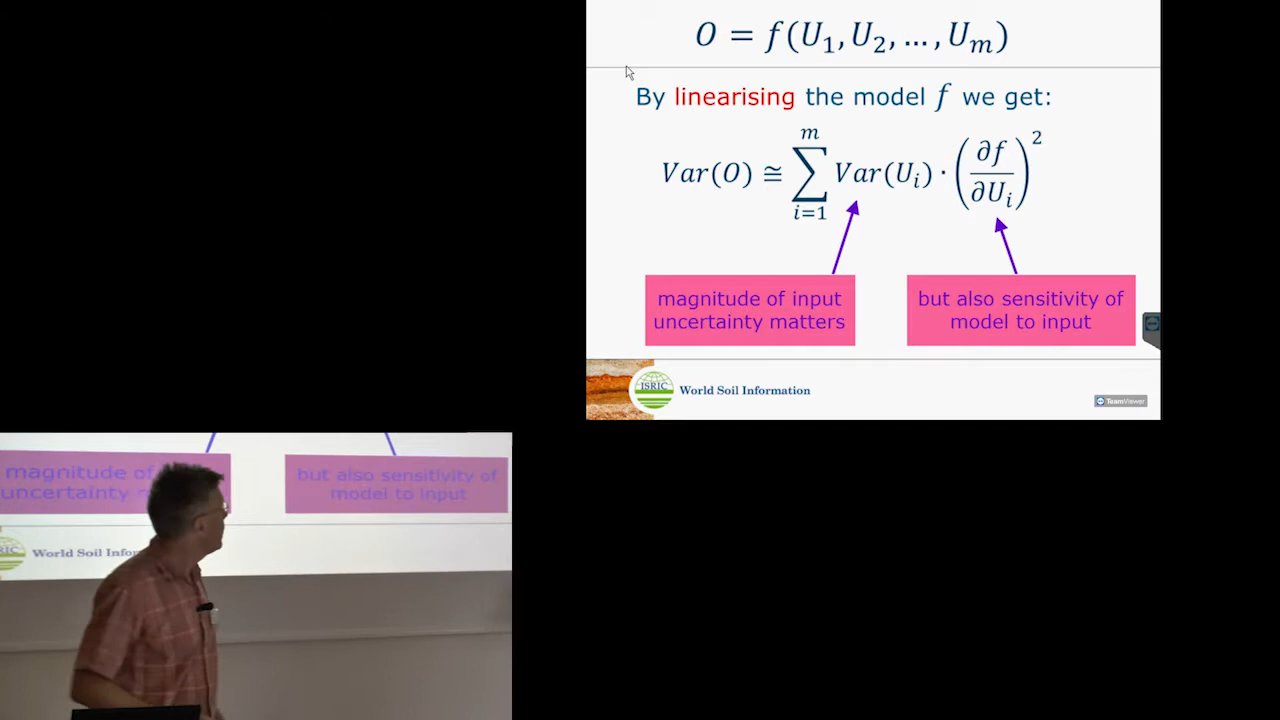 O = f(U₁, U₂, …, Uₘ)
By linearising the model f we get:
Var(O) ≅ ∑ᵢ₌₁ᵐ Var(Uᵢ) · (∂f/∂Uᵢ)²
magnitude of input
uncertainty matters
but also sensitivity of
model to input
ISRIC World Soil Information
TeamViewer
magnitude of
uncertainty
but also sensitivity of
model to input
RIC World Soil Infor